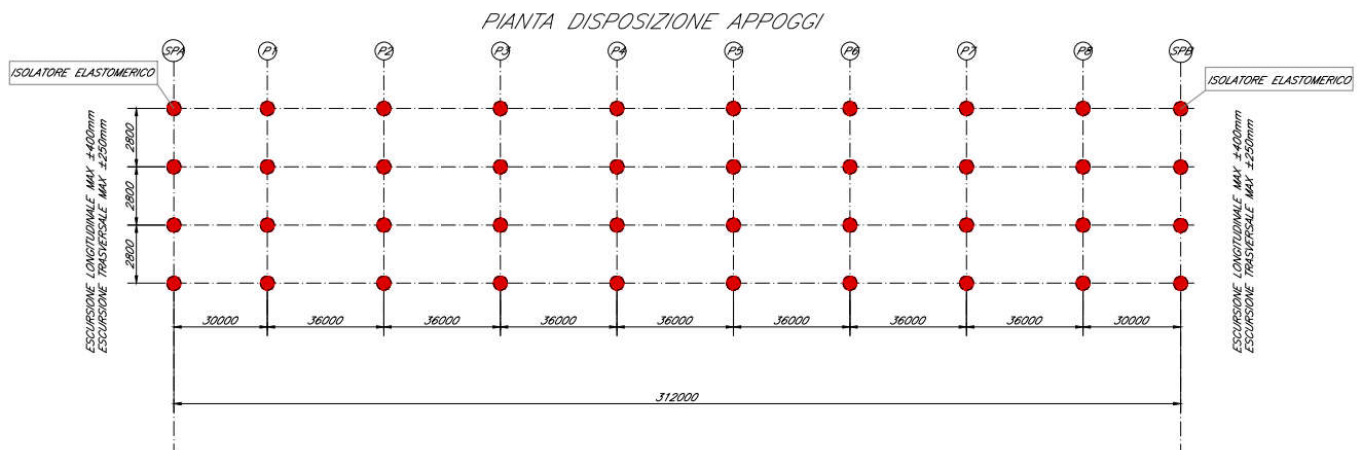 PIANTA DISPOSIZIONE APPOGGI
SPA
P1
P2
P3
P4
P5
P6
P7
P8
SPB
ISOLATORE ELASTOMERICO
ISOLATORE ELASTOMERICO
ESCURSIONE LONGITUDINALE MAX ±400mm
ESCURSIONE TRASVERSALE MAX ±250mm
2800
2800
2800
ESCURSIONE LONGITUDINALE MAX ±400mm
ESCURSIONE TRASVERSALE MAX ±250mm
30000
36000
36000
36000
36000
36000
36000
36000
30000
312000